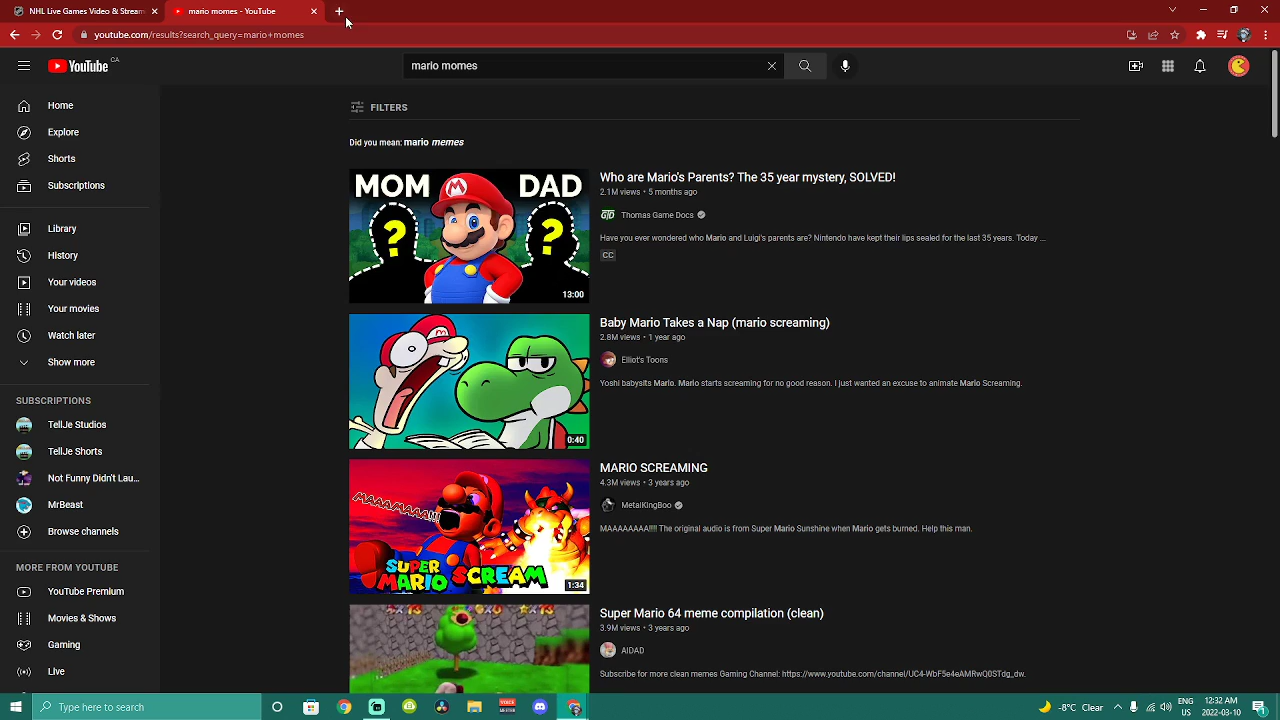 NHL Live Games Video & Stream
mario momes - YouTube
youtube.com/results?search_query=mario+momes
YouTube CA
mario momes
Home
Explore
Shorts
Subscriptions
Library
History
Your videos
Your movies
Watch later
Show more
SUBSCRIPTIONS
TellJe Studios
TellJe Sports
Not Funny Didn't Lau...
MrBeast
Browse channels
MORE FROM YOUTUBE
YouTube Premium
Movies & Shows
Gaming
Live
FILTERS
Did you mean: mario memes
MOM DAD
? ?
13:00
Who are Mario's Parents? The 35 year mystery, SOLVED!
2.1M views • 5 months ago
GTD Thomas Game Docs
Have you ever wondered who Mario and Luigi's parents are? Nintendo have kept their lips sealed for the last 35 years. Today ...
CC
0:40
Baby Mario Takes a Nap (mario screaming)
2.8M views • 1 year ago
Elliot's Toons
Yoshi babysits Mario. Mario starts screaming for no good reason. I just wanted an excuse to animate Mario Screaming.
MAAAMAAA!!!
SUPER
MARIO SCREAM
1:34
MARIO SCREAMING
4.3M views • 3 years ago
MetalKingBoo
MAAAAAAA!!!! The original audio is from Super Mario Sunshine when Mario gets burned. Help this man.
Super Mario 64 meme compilation (clean)
3.9M views • 3 years ago
AIDAD
Subscribe for more clean memes Gaming Channel: https://www.youtube.com/channel/UC4-WbF5e4eAMRwQ0STdg_dw.
Type here to search
VOICE
MEETER
-8°C Clear
ENG
US
12:32 AM
2022-03-10